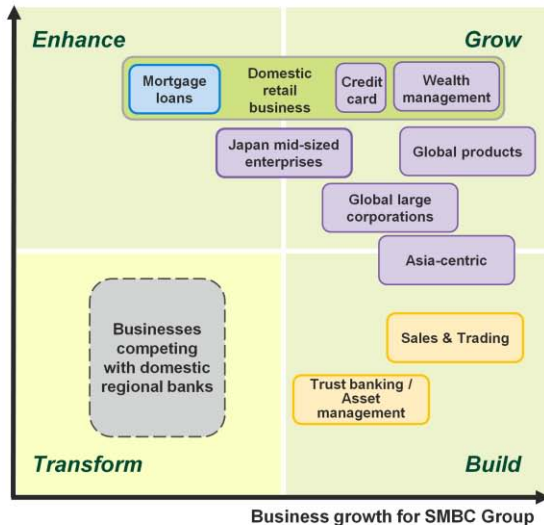 Enhance
Grow
Mortgage
loans
Domestic
retail
business
Credit
card
Wealth
management
Japan mid-sized
enterprises
Global products
Global large
corporations
Asia-centric
Businesses
competing
with domestic
regional banks
Sales & Trading
Trust banking /
Asset
management
Transform
Build
Business growth for SMBC Group